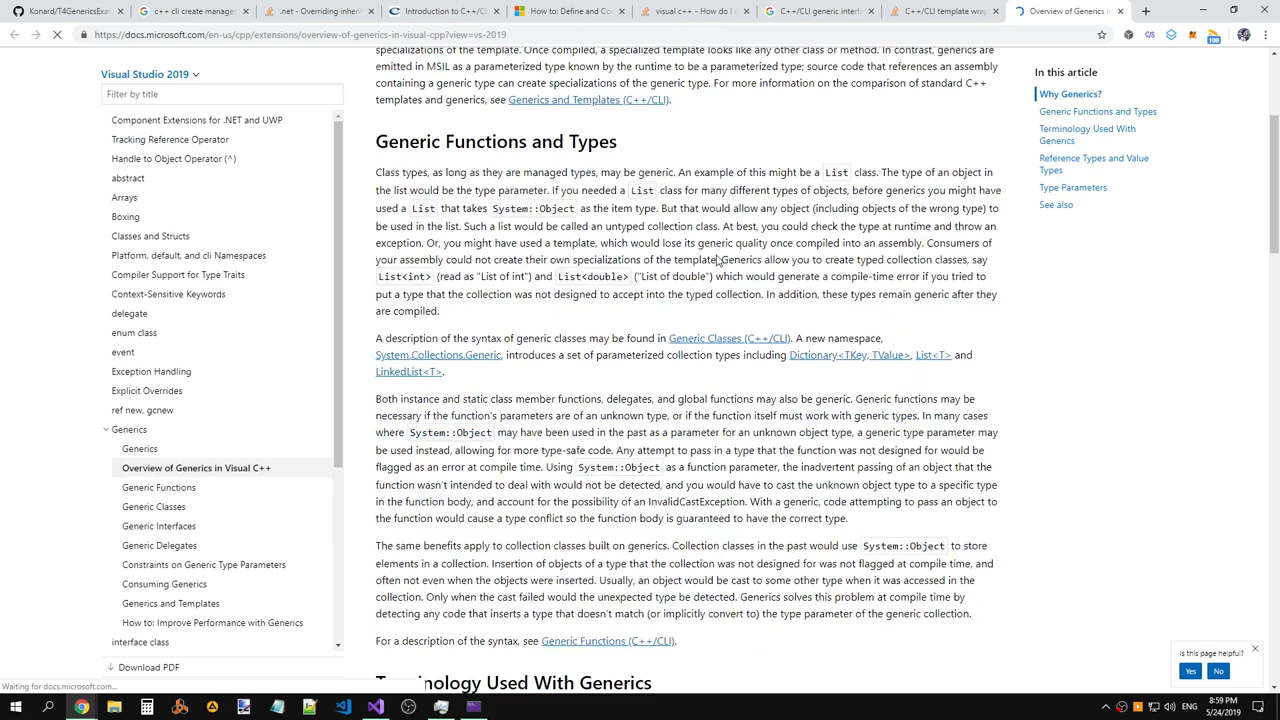 Konard/T4GenericsExam
c++ cli create manage
.net - Overriding inheri
Introduction to C++/CL
How to: Define and Co
visual c++ - How do I c
C++/CLI generic interf
C++/CLI template wrap
Overview of Generics in
https://docs.microsoft.com/en-us/cpp/extensions/overview-of-generics-in-visual-cpp?view=vs-2019
100
Visual Studio 2019
Filter by title
Component Extensions for .NET and UWP
Tracking Reference Operator
Handle to Object Operator (^)
abstract
Arrays
Boxing
Classes and Structs
Platform, default, and cli Namespaces
Compiler Support for Type Traits
Context-Sensitive Keywords
delegate
enum class
event
Exception Handling
Explicit Overrides
ref new, gcnew
Generics
Generics
Overview of Generics in Visual C++
Generic Functions
Generic Classes
Generic Interfaces
Generic Delegates
Constraints on Generic Type Parameters
Consuming Generics
Generics and Templates
How to: Improve Performance with Generics
interface class
Download PDF
Waiting for docs.microsoft.com...
specializations of the template. Once compiled, a specialized template looks like any other class or method. In contrast, generics are
emitted in MSIL as a parameterized type known by the runtime to be a parameterized type; source code that references an assembly
containing a generic type can create specializations of the generic type. For more information on the comparison of standard C++
templates and generics, see Generics and Templates (C++/CLI).
Generic Functions and Types
Class types, as long as they are managed types, may be generic. An example of this might be a List class. The type of an object in
the list would be the type parameter. If you needed a List class for many different types of objects, before generics you might have
used a List that takes System::Object as the item type. But that would allow any object (including objects of the wrong type) to
be used in the list. Such a list would be called an untyped collection class. At best, you could check the type at runtime and throw an
exception. Or, you might have used a template, which would lose its generic quality once compiled into an assembly. Consumers of
your assembly could not create their own specializations of the template. Generics allow you to create typed collection classes, say
List<int> (read as "List of int") and List<double> ("List of double") which would generate a compile-time error if you tried to
put a type that the collection was not designed to accept into the typed collection. In addition, these types remain generic after they
are compiled.
A description of the syntax of generic classes may be found in Generic Classes (C++/CLI). A new namespace,
System.Collections.Generic, introduces a set of parameterized collection types including Dictionary<TKey, TValue>, List<T> and
LinkedList<T>.
Both instance and static class member functions, delegates, and global functions may also be generic. Generic functions may be
necessary if the function's parameters are of an unknown type, or if the function itself must work with generic types. In many cases
where System::Object may have been used in the past as a parameter for an unknown object type, a generic type parameter may
be used instead, allowing for more type-safe code. Any attempt to pass in a type that the function was not designed for would be
flagged as an error at compile time. Using System::Object as a function parameter, the inadvertent passing of an object that the
function wasn't intended to deal with would not be detected, and you would have to cast the unknown object type to a specific type
in the function body, and account for the possibility of an InvalidCastException. With a generic, code attempting to pass an object to
the function would cause a type conflict so the function body is guaranteed to have the correct type.
The same benefits apply to collection classes built on generics. Collection classes in the past would use System::Object to store
elements in a collection. Insertion of objects of a type that the collection was not designed for was not flagged at compile time, and
often not even when the objects were inserted. Usually, an object would be cast to some other type when it was accessed in the
collection. Only when the cast failed would the unexpected type be detected. Generics solves this problem at compile time by
detecting any code that inserts a type that doesn't match (or implicitly convert to) the type parameter of the generic collection.
For a description of the syntax, see Generic Functions (C++/CLI).
Terminology Used With Generics
In this article
Why Generics?
Generic Functions and Types
Terminology Used With
Generics
Reference Types and Value
Types
Type Parameters
See also
Is this page helpful?
Yes
No
ENG
8:59 PM
5/24/2019